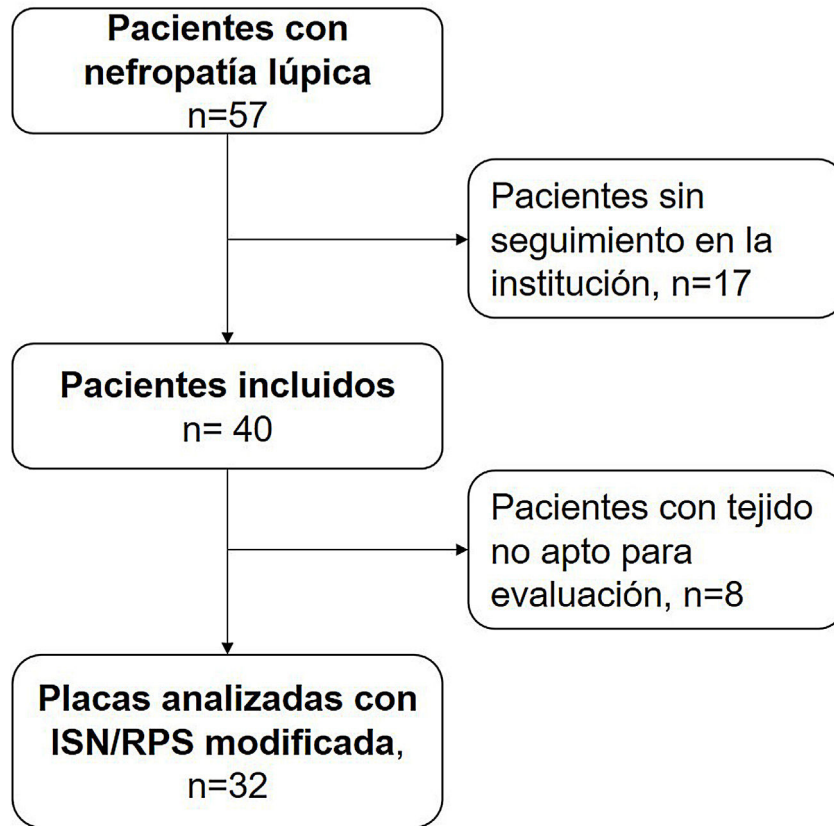 Pacientes con
nefropatía lúpica
n=57
Pacientes sin
seguimiento en la
institución, n=17
Pacientes incluidos
n= 40
Pacientes con tejido
no apto para
evaluación, n=8
Placas analizadas con
ISN/RPS modificada,
n=32